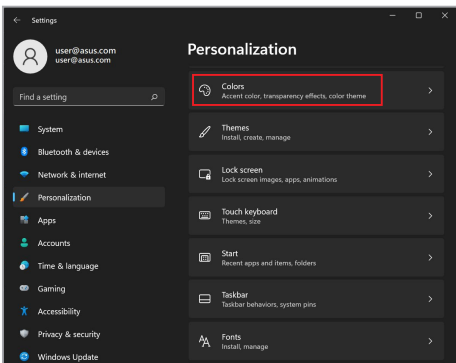 Settings
user@asus.com
user@asus.com
Find a setting
System
Bluetooth & devices
Network & internet
Personalization
Apps
Accounts
Time & language
Gaming
Accessibility
Privacy & security
Windows Update
Personalization
Colors
Accent color, transparency effects, color theme
Themes
Install, create, manage
Lock screen
Lock screen images, apps, animations
Touch keyboard
Themes, size
Start
Recent apps and items, folders
Taskbar
Taskbar behaviors, system pins
Fonts
Install, manage